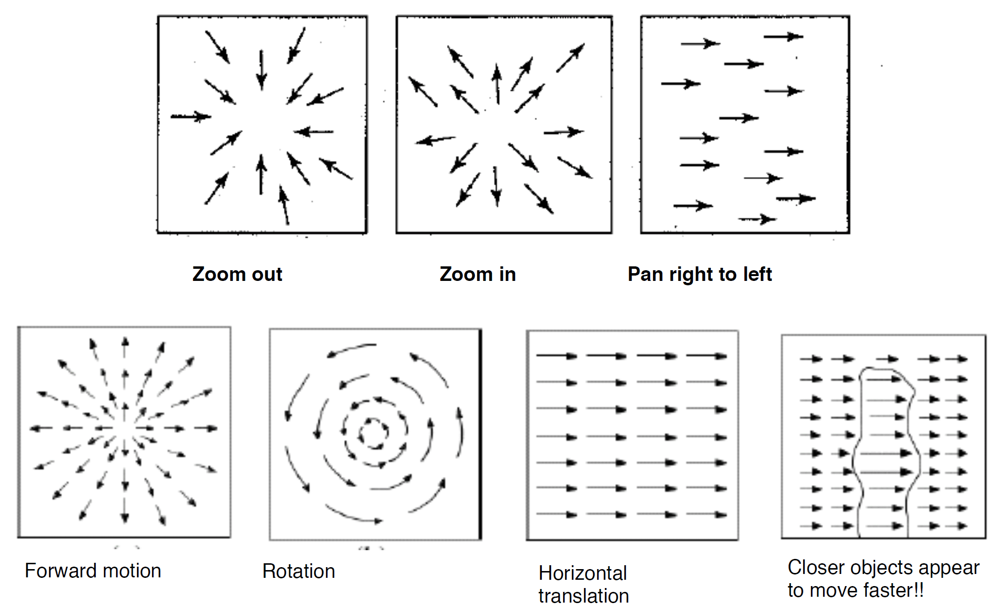 Zoom out
Zoom in
Pan right to left
Forward motion
Rotation
Horizontal
translation
Closer objects appear
to move faster!!